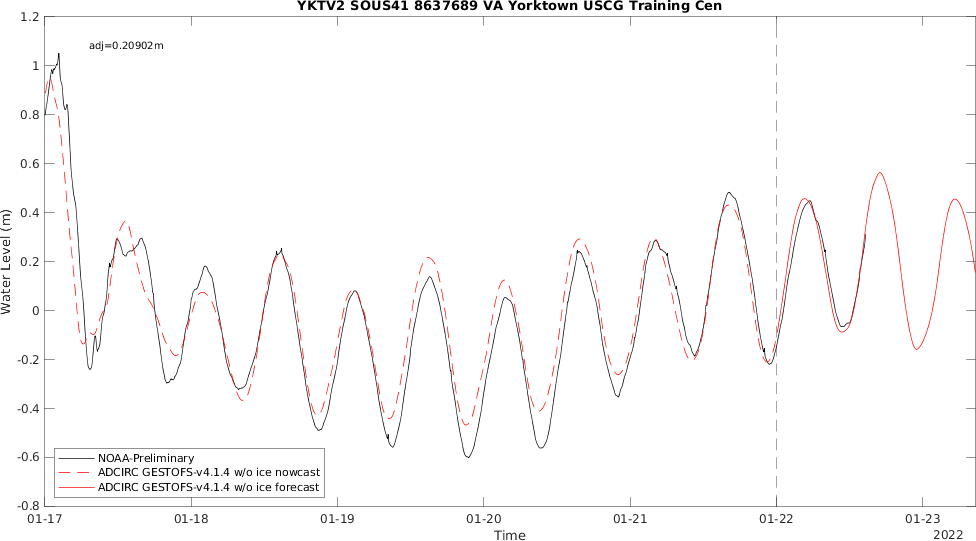 YKTV2 SOUS41 8637689 VA Yorktown USCG Training Cen
adj=0.20902m
1.2
1
0.8
0.6
0.4
0.2
0
-0.2
-0.4
-0.6
-0.8
Water Level (m)
NOAA-Preliminary
ADCIRC GESTOFS-v4.1.4 w/o ice nowcast
ADCIRC GESTOFS-v4.1.4 w/o ice forecast
01-17 01-18 01-19 01-20 01-21 01-22 01-23
Time
2022